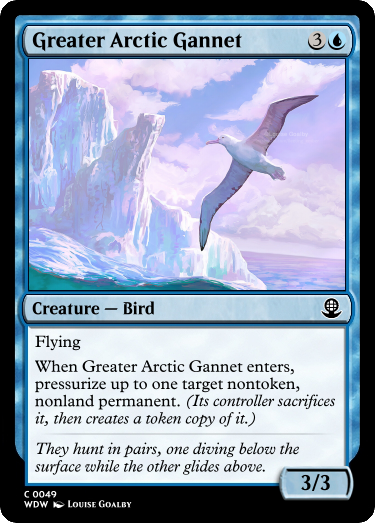 Greater Arctic Gannet 3
Creature — Bird
Flying
When Greater Arctic Gannet enters,
pressurize up to one target nontoken,
nonland permanent. (Its controller sacrifices
it, then creates a token copy of it.)
They hunt in pairs, one diving below the
surface while the other glides above.
3/3
C 0049
WDW Louise Goalby